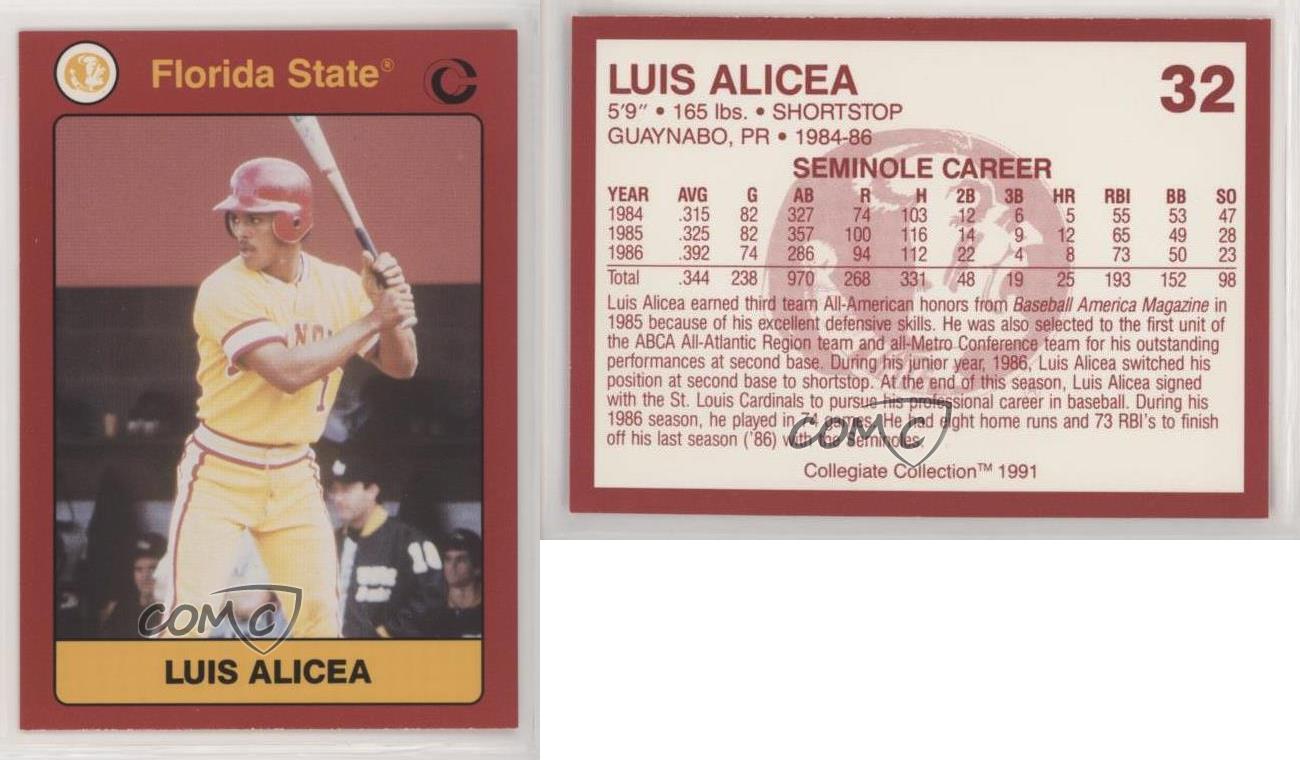 Florida State®
NO
1
10
COMC
LUIS ALICEA
LUIS ALICEA
32
5'9" • 165 lbs. • SHORTSTOP
GUAYNABO, PR • 1984-86
SEMINOLE CAREER
YEAR AVG G AB R H 2B 3B HR RBI BB SO
1984 .315 82 327 74 103 12 6 5 55 53 47
1985 .325 82 357 100 116 14 9 12 65 49 28
1986 .392 74 286 94 112 22 4 8 73 50 23
Total .344 238 970 268 331 48 19 25 193 152 98
Luis Alicea earned third team All-American honors from Baseball America Magazine in
1985 because of his excellent defensive skills. He was also selected to the first unit of
the ABCA All-Atlantic Region team and all-Metro Conference team for his outstanding
performances at second base. During his junior year, 1986, Luis Alicea switched his
position at second base to shortstop. At the end of this season, Luis Alicea signed
with the St. Louis Cardinals to pursue his professional career in baseball. During his
1986 season, he played in 74 games. He had eight home runs and 73 RBI's to finish
off his last season ('86) with the Seminoles.
COMC
Collegiate Collection™ 1991